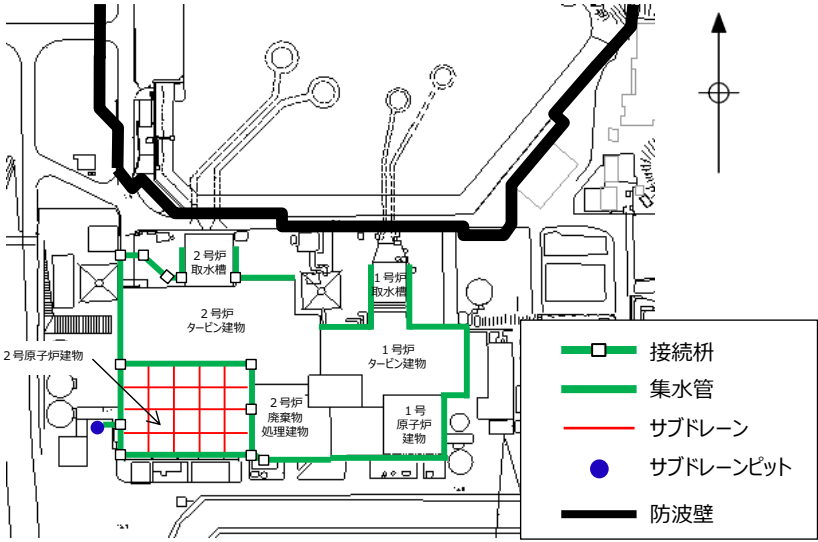 2号炉
取水槽
1号炉
取水槽
2号炉
タービン建物
2号原子炉建物
1号炉
タービン建物
2号炉
廃棄物
処理建物
1号
原子炉
建物
接続枡
集水管
サブドレーン
サブドレーンピット
防波壁